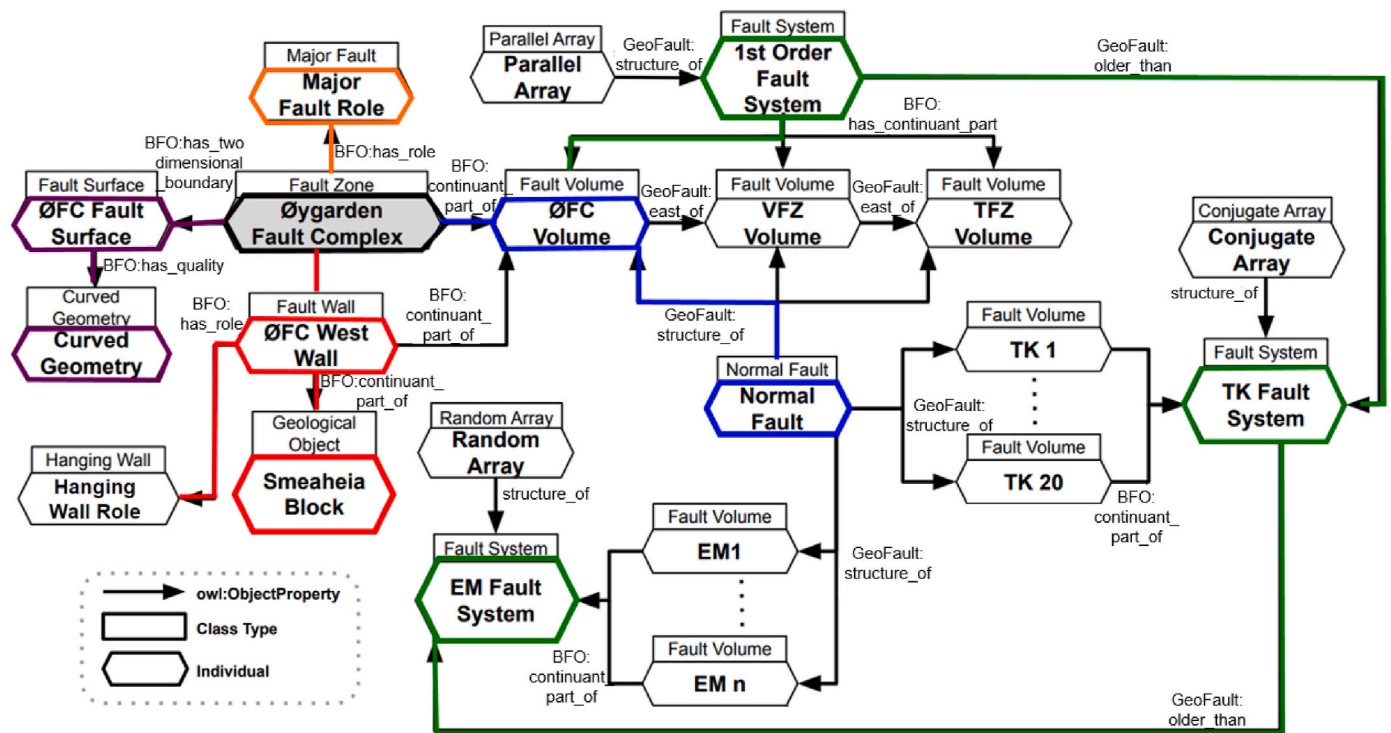 Major Fault
Major
Fault Role
Parallel Array
Parallel
Array
GeoFault:
structure_of
Fault System
1st Order
Fault
System
GeoFault:
older_than
BFO:has_two
dimensional
_boundary
BFO:has_role
BFO:
continuant_
part_of
BFO:
has_continuant_part
Fault Surface
ØFC Fault
Surface
Fault Zone
Øygarden
Fault Complex
Fault Volume
ØFC
Volume
GeoFault:
east_of
Fault Volume
VFZ
Volume
GeoFault:
east_of
Fault Volume
TFZ
Volume
Conjugate Array
Conjugate
Array
structure_of
BFO:has_quality
Curved
Geometry
Curved
Geometry
BFO:
has_role
Fault Wall
ØFC West
Wall
BFO:
continuant_
part_of
GeoFault:
structure_of
BFO:continuant_
part_of
Geological
Object
Smeaheia
Block
Hanging Wall
Hanging
Wall Role
Normal Fault
Normal
Fault
GeoFault:
structure_of
Fault Volume
TK 1
Fault Volume
TK 20
BFO:
continuant_
part_of
Fault System
TK Fault
System
Random Array
Random
Array
structure_of
Fault System
EM Fault
System
Fault Volume
EM1
Fault Volume
EM n
GeoFault:
structure_of
BFO:
continuant_
part_of
GeoFault:
older_than
owl:ObjectProperty
Class Type
Individual